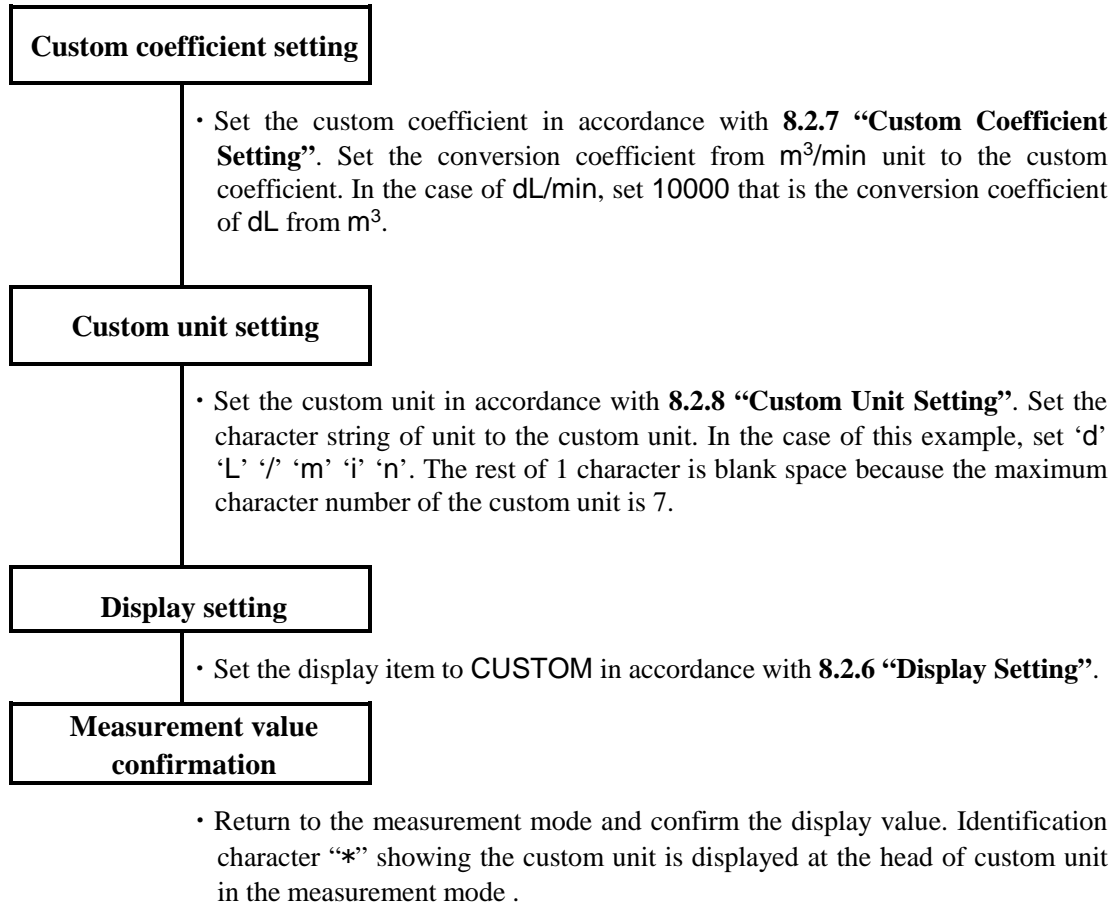 Custom coefficient setting
・Set the custom coefficient in accordance with 8.2.7 “Custom Coefficient
Setting”. Set the conversion coefficient from m³/min unit to the custom
coefficient. In the case of dL/min, set 10000 that is the conversion coefficient
of dL from m³.
Custom unit setting
・Set the custom unit in accordance with 8.2.8 “Custom Unit Setting”. Set the
character string of unit to the custom unit. In the case of this example, set ‘d’
‘L’ ‘/’ ‘m’ ‘i’ ‘n’. The rest of 1 character is blank space because the maximum
character number of the custom unit is 7.
Display setting
・Set the display item to CUSTOM in accordance with 8.2.6 “Display Setting”.
Measurement value
confirmation
・Return to the measurement mode and confirm the display value. Identification
character “*” showing the custom unit is displayed at the head of custom unit
in the measurement mode .